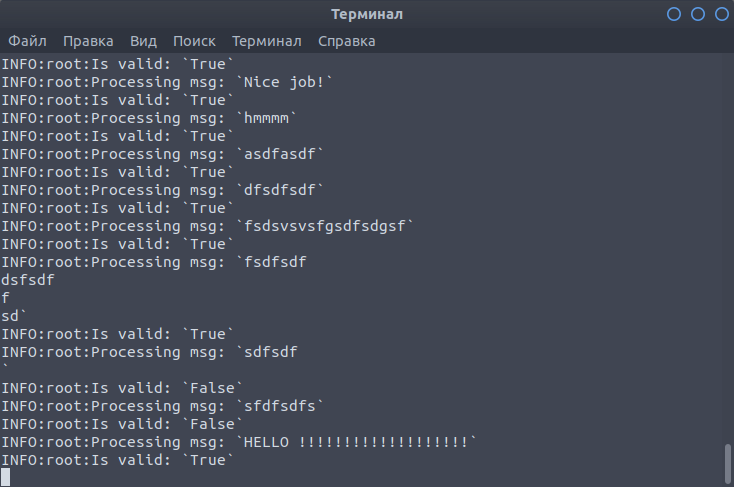 Терминал
Файл Правка Вид Поиск Терминал Справка
INFO:root:Is valid: `True`
INFO:root:Processing msg: `Nice job!`
INFO:root:Is valid: `True`
INFO:root:Processing msg: `hmmmm`
INFO:root:Is valid: `True`
INFO:root:Processing msg: `asdfasdf`
INFO:root:Is valid: `True`
INFO:root:Processing msg: `dfsdfsdf`
INFO:root:Is valid: `True`
INFO:root:Processing msg: `fsdsvsvsfgsdfsdgsf`
INFO:root:Is valid: `True`
INFO:root:Processing msg: `fsdfsdf
dsfsdf
f
sd`
INFO:root:Is valid: `True`
INFO:root:Processing msg: `sdfsdf
`
INFO:root:Is valid: `False`
INFO:root:Processing msg: `sfdfsdfs`
INFO:root:Is valid: `False`
INFO:root:Processing msg: `HELLO !!!!!!!!!!!!!!!!!!!`
INFO:root:Is valid: `True`